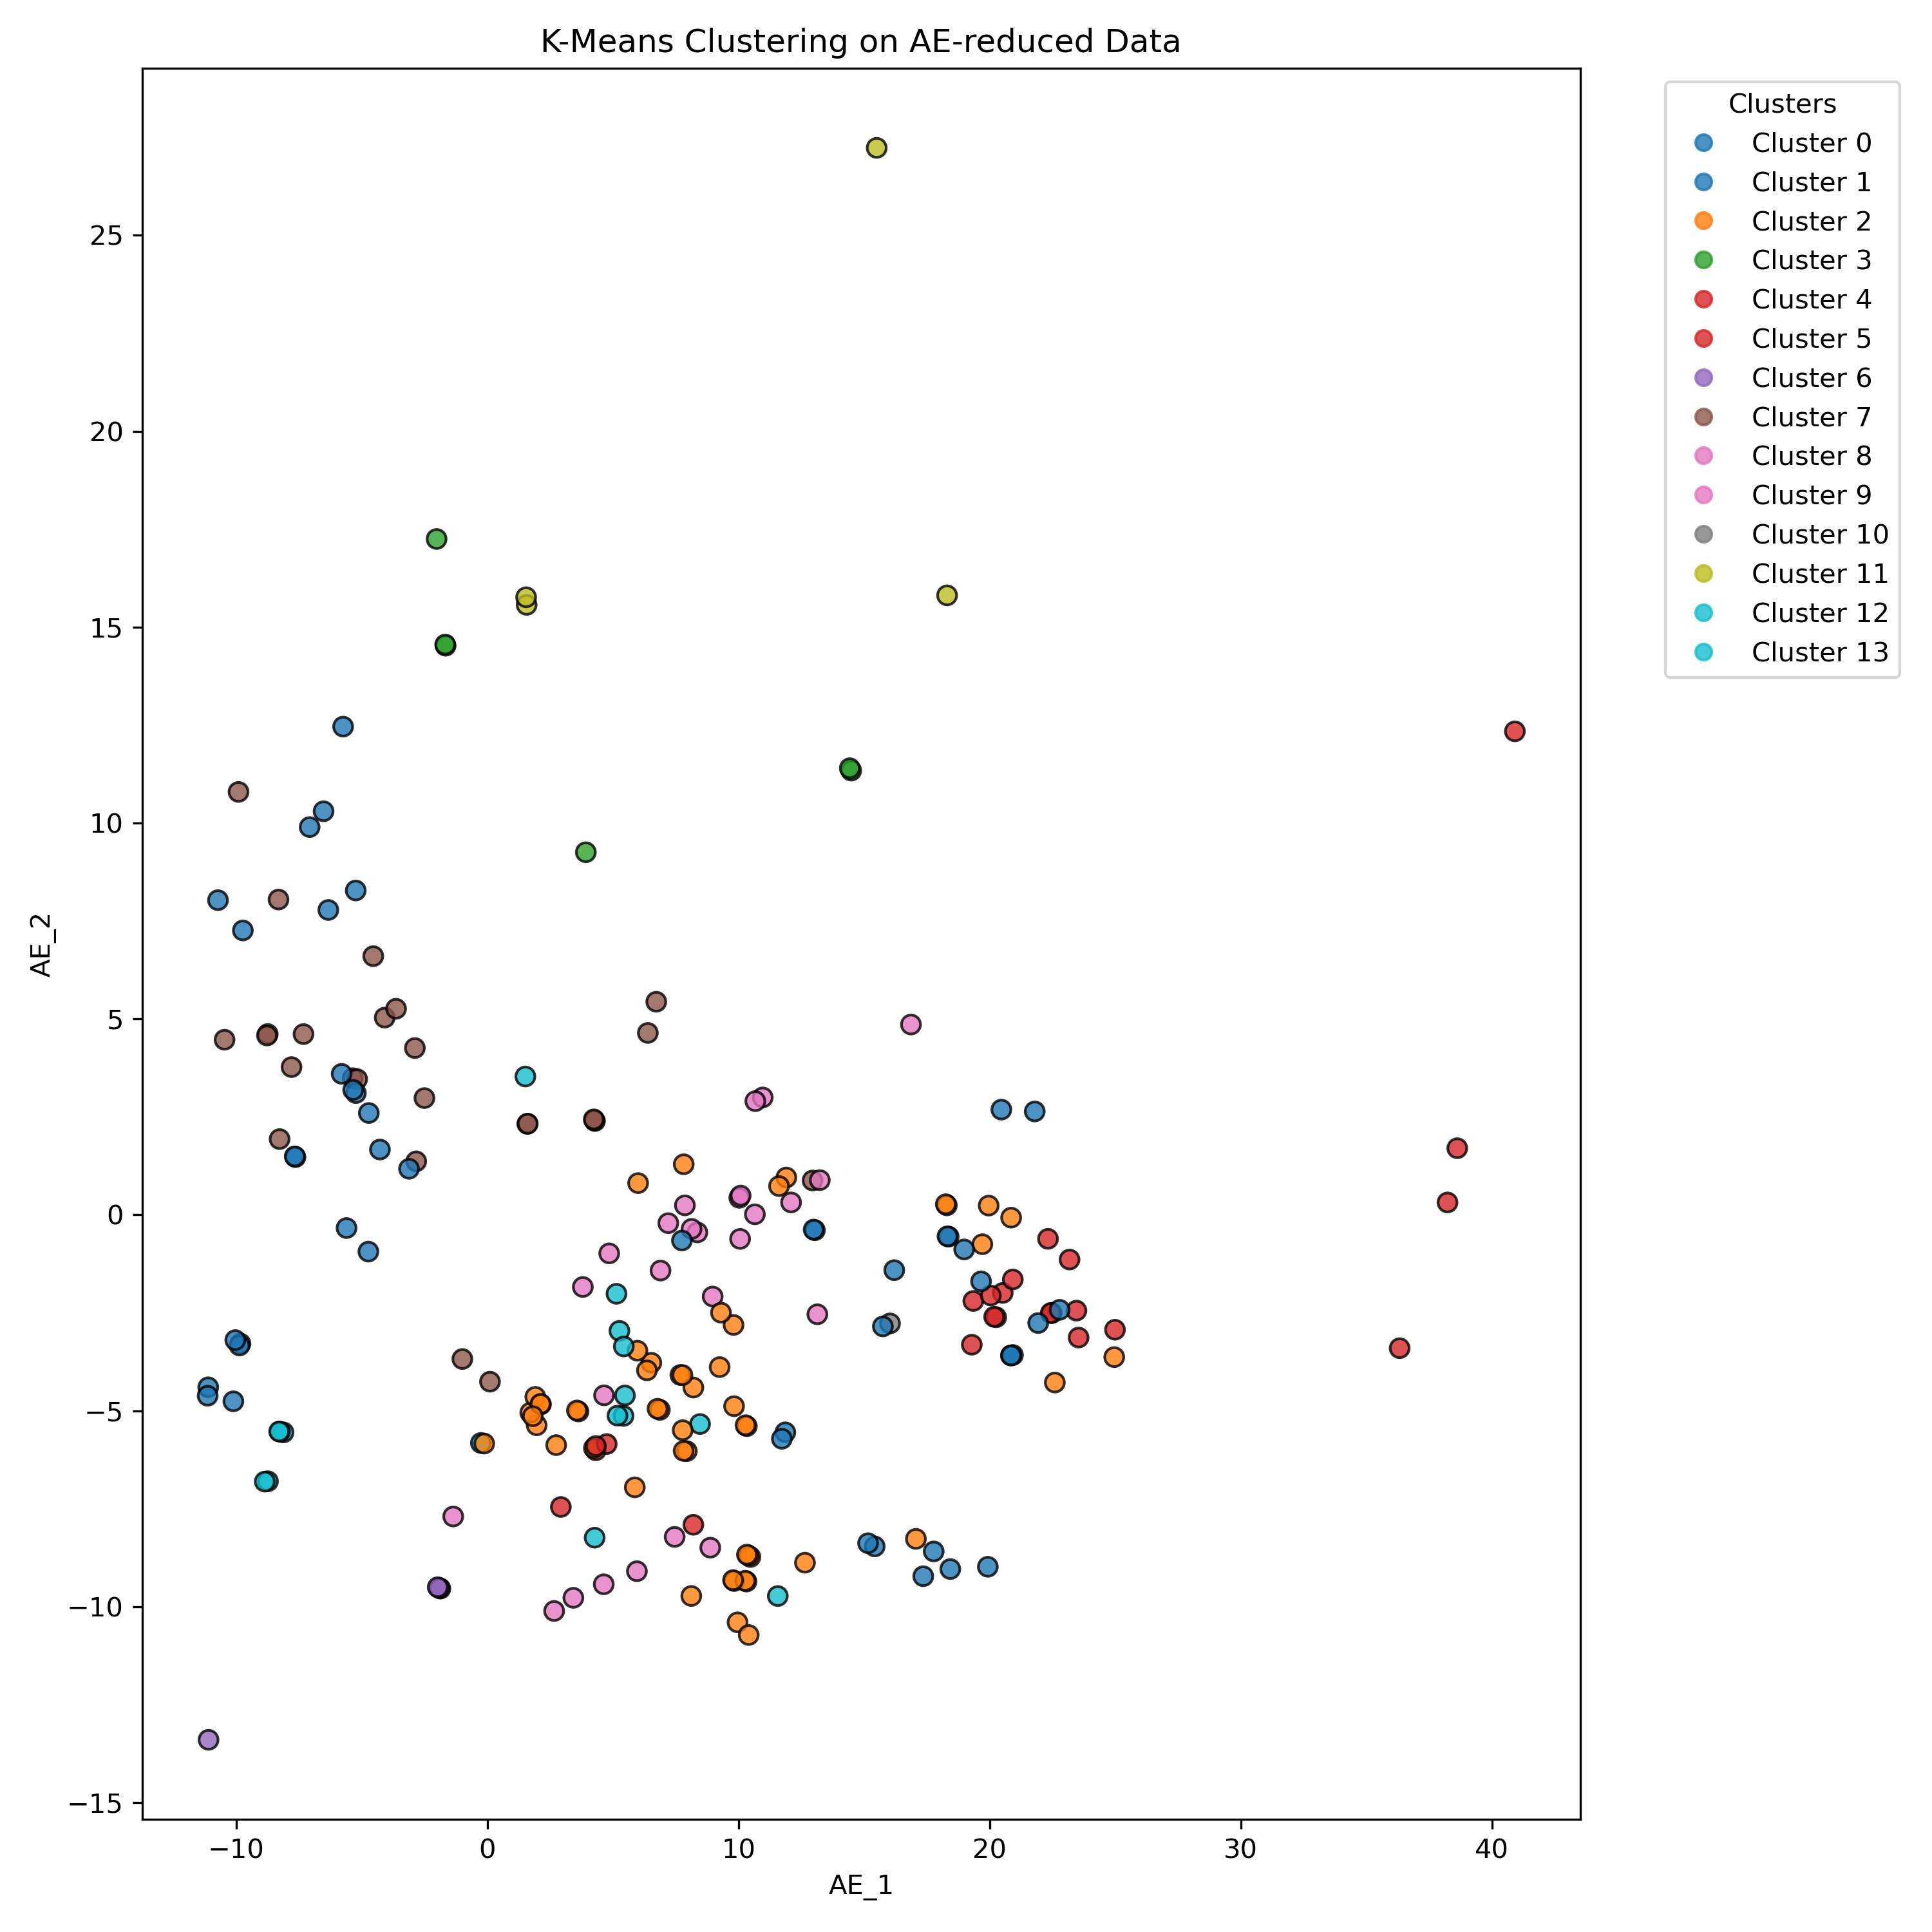 K-Means Clustering on AE-reduced Data
Clusters
Cluster 0
Cluster 1
Cluster 2
Cluster 3
Cluster 4
Cluster 5
Cluster 6
Cluster 7
Cluster 8
Cluster 9
Cluster 10
Cluster 11
Cluster 12
Cluster 13
25
20
15
10
5
0
−5
−10
−15
AE_2
−10 0 10 20 30 40
AE_1